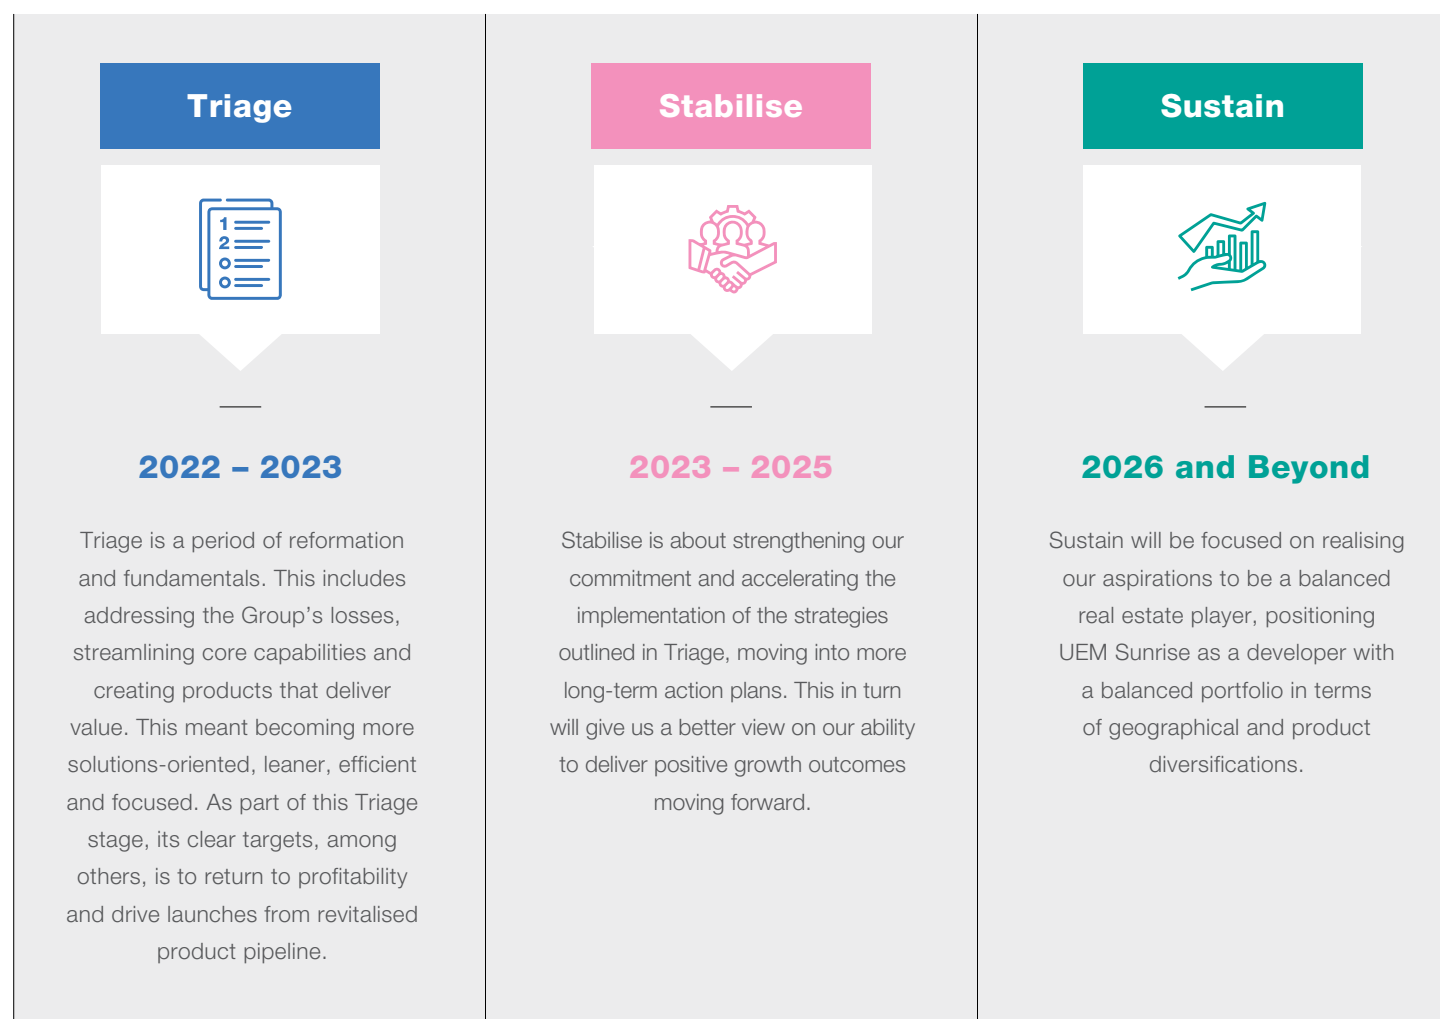 Triage
1
2
2022 – 2023
Triage is a period of reformation
and fundamentals. This includes
addressing the Group’s losses,
streamlining core capabilities and
creating products that deliver
value. This meant becoming more
solutions-oriented, leaner, efficient
and focused. As part of this Triage
stage, its clear targets, among
others, is to return to profitability
and drive launches from revitalised
product pipeline.
Stabilise
2023 – 2025
Stabilise is about strengthening our
commitment and accelerating the
implementation of the strategies
outlined in Triage, moving into more
long-term action plans. This in turn
will give us a better view on our ability
to deliver positive growth outcomes
moving forward.
Sustain
2026 and Beyond
Sustain will be focused on realising
our aspirations to be a balanced
real estate player, positioning
UEM Sunrise as a developer with
a balanced portfolio in terms
of geographical and product
diversifications.